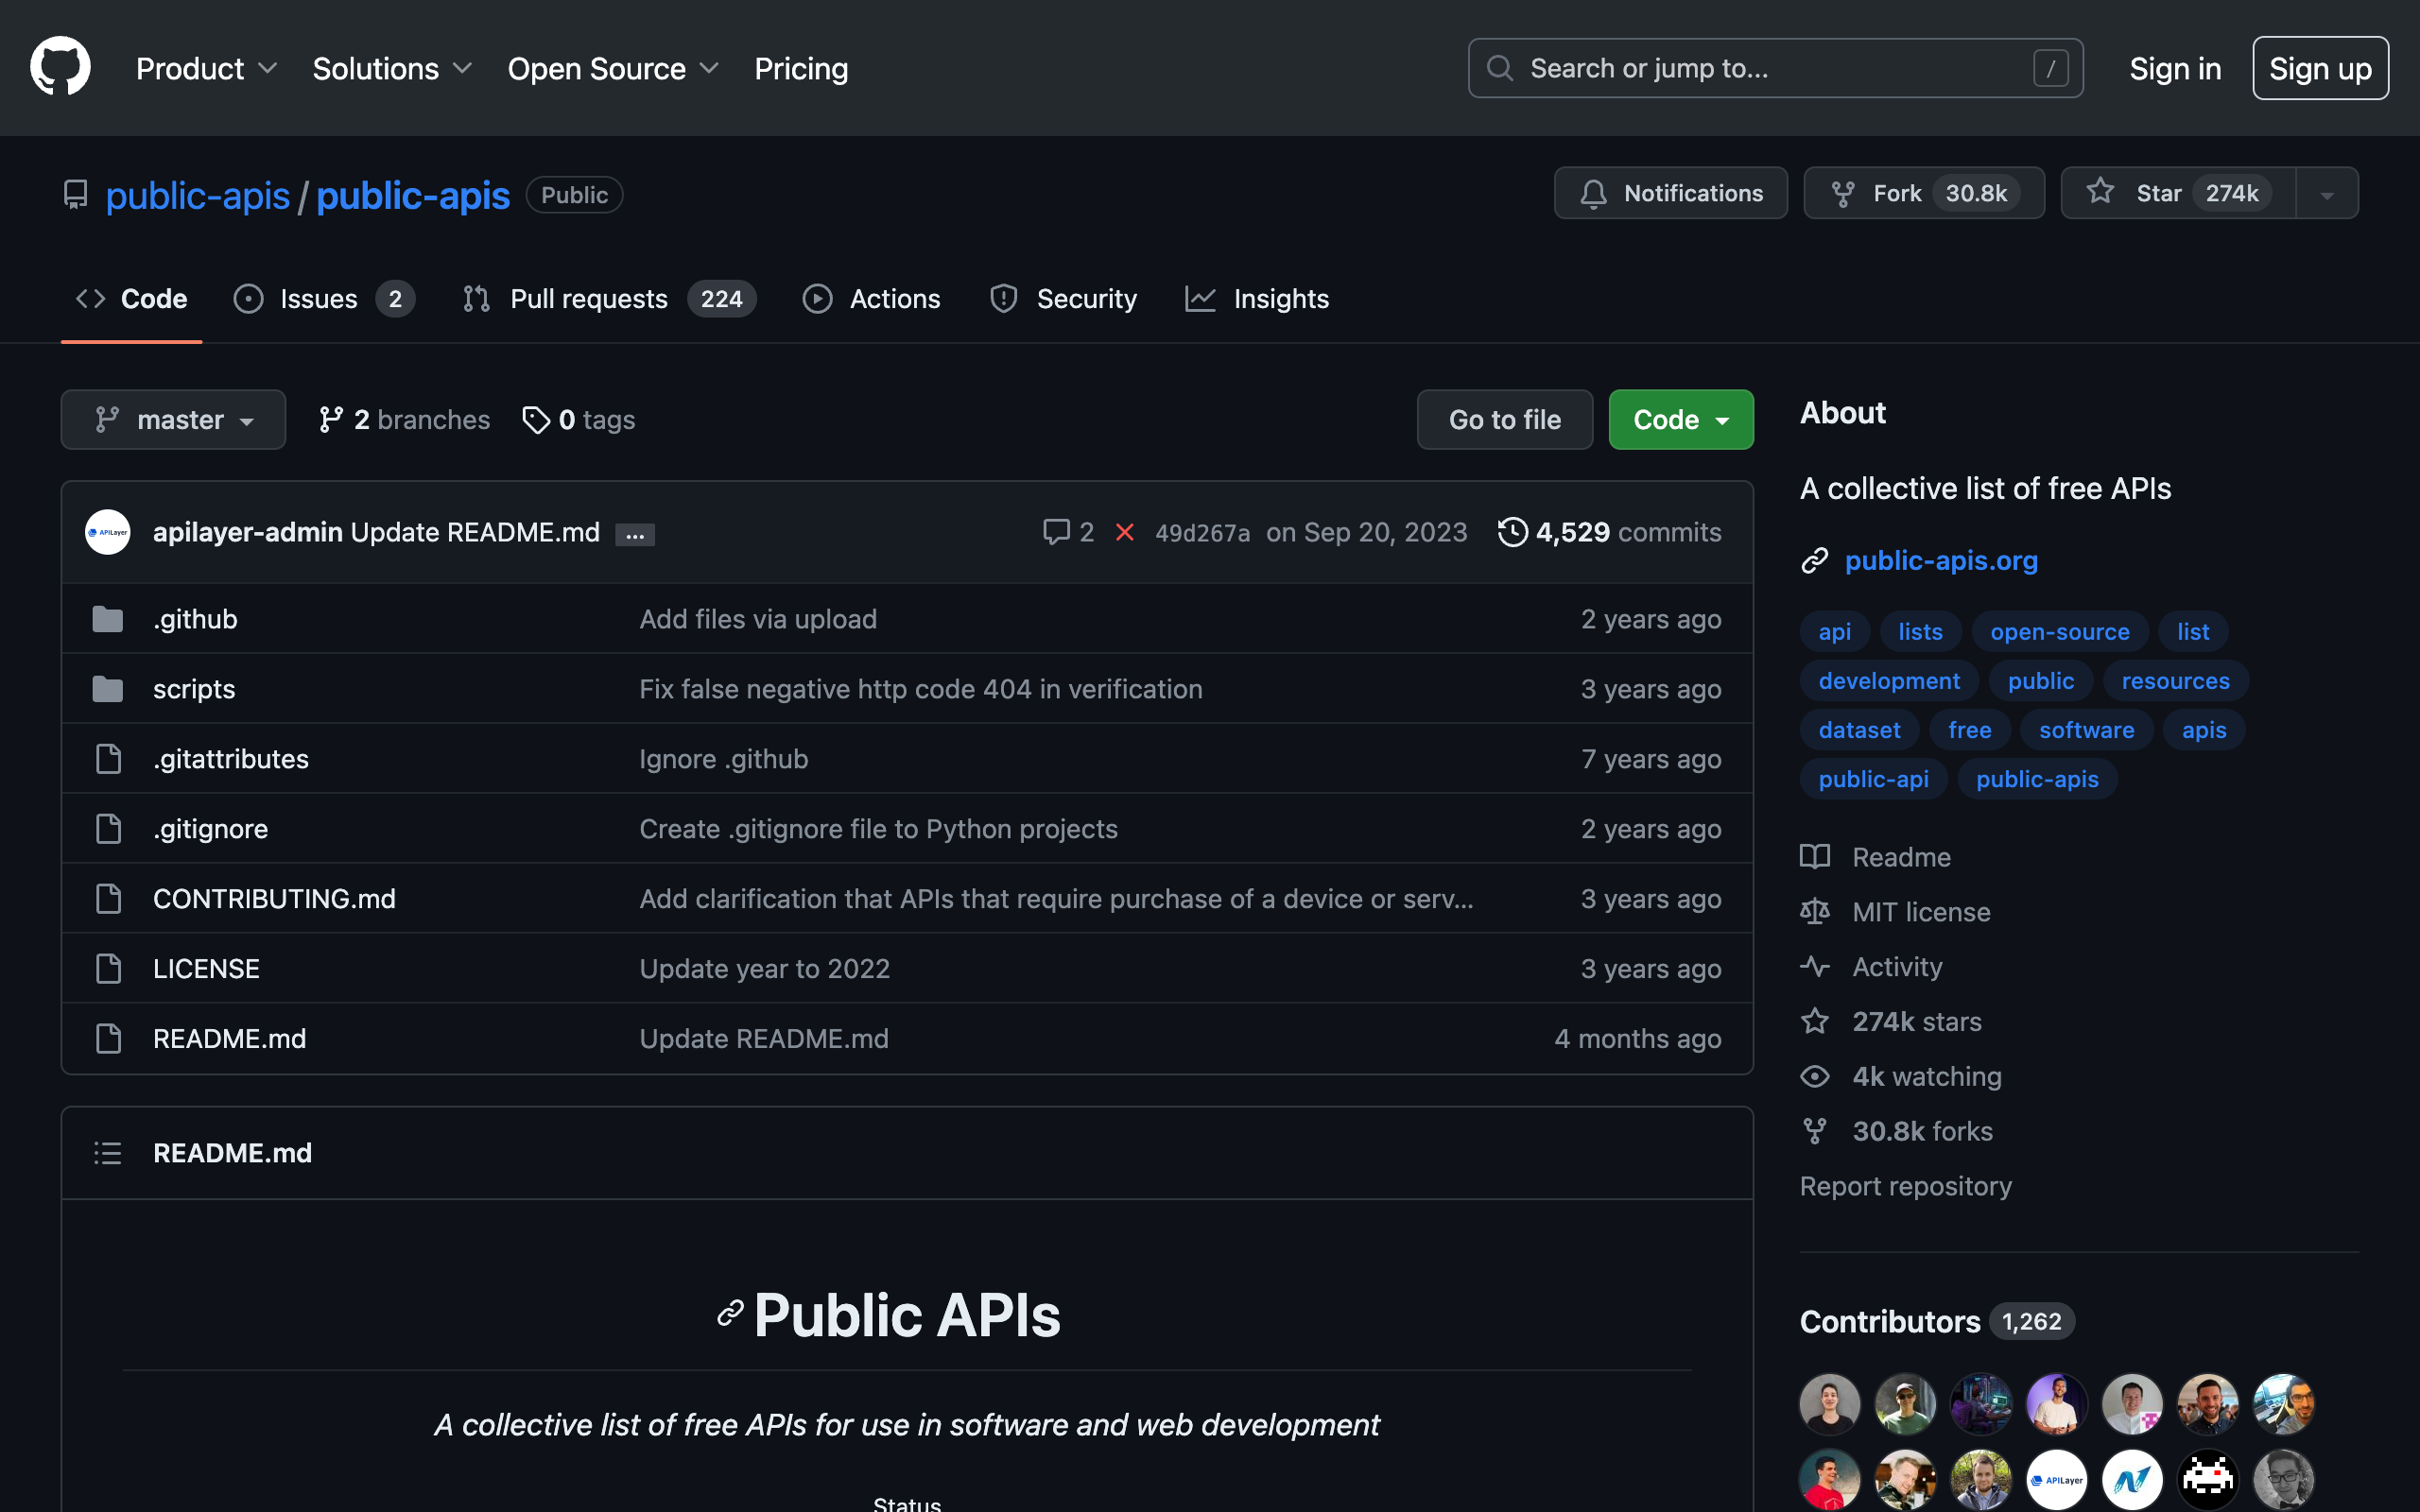 Product Solutions Open Source Pricing Search or jump to... / Sign in Sign up
public-apis / public-apis Public Notifications Fork 30.8k Star 274k
Code Issues 2 Pull requests 224 Actions Security Insights
master 2 branches 0 tags Go to file Code
apilayer-admin Update README.md ... 2 49d267a on Sep 20, 2023 4,529 commits
.github Add files via upload 2 years ago
scripts Fix false negative http code 404 in verification 3 years ago
.gitattributes Ignore .github 7 years ago
.gitignore Create .gitignore file to Python projects 2 years ago
CONTRIBUTING.md Add clarification that APIs that require purchase of a device or serv... 3 years ago
LICENSE Update year to 2022 3 years ago
README.md Update README.md 4 months ago
README.md
Public APIs
A collective list of free APIs for use in software and web development
Status
About
A collective list of free APIs
public-apis.org
api lists open-source list
development public resources
dataset free software apis
public-api public-apis
Readme
MIT license
Activity
274k stars
4k watching
30.8k forks
Report repository
Contributors 1,262
APILayer